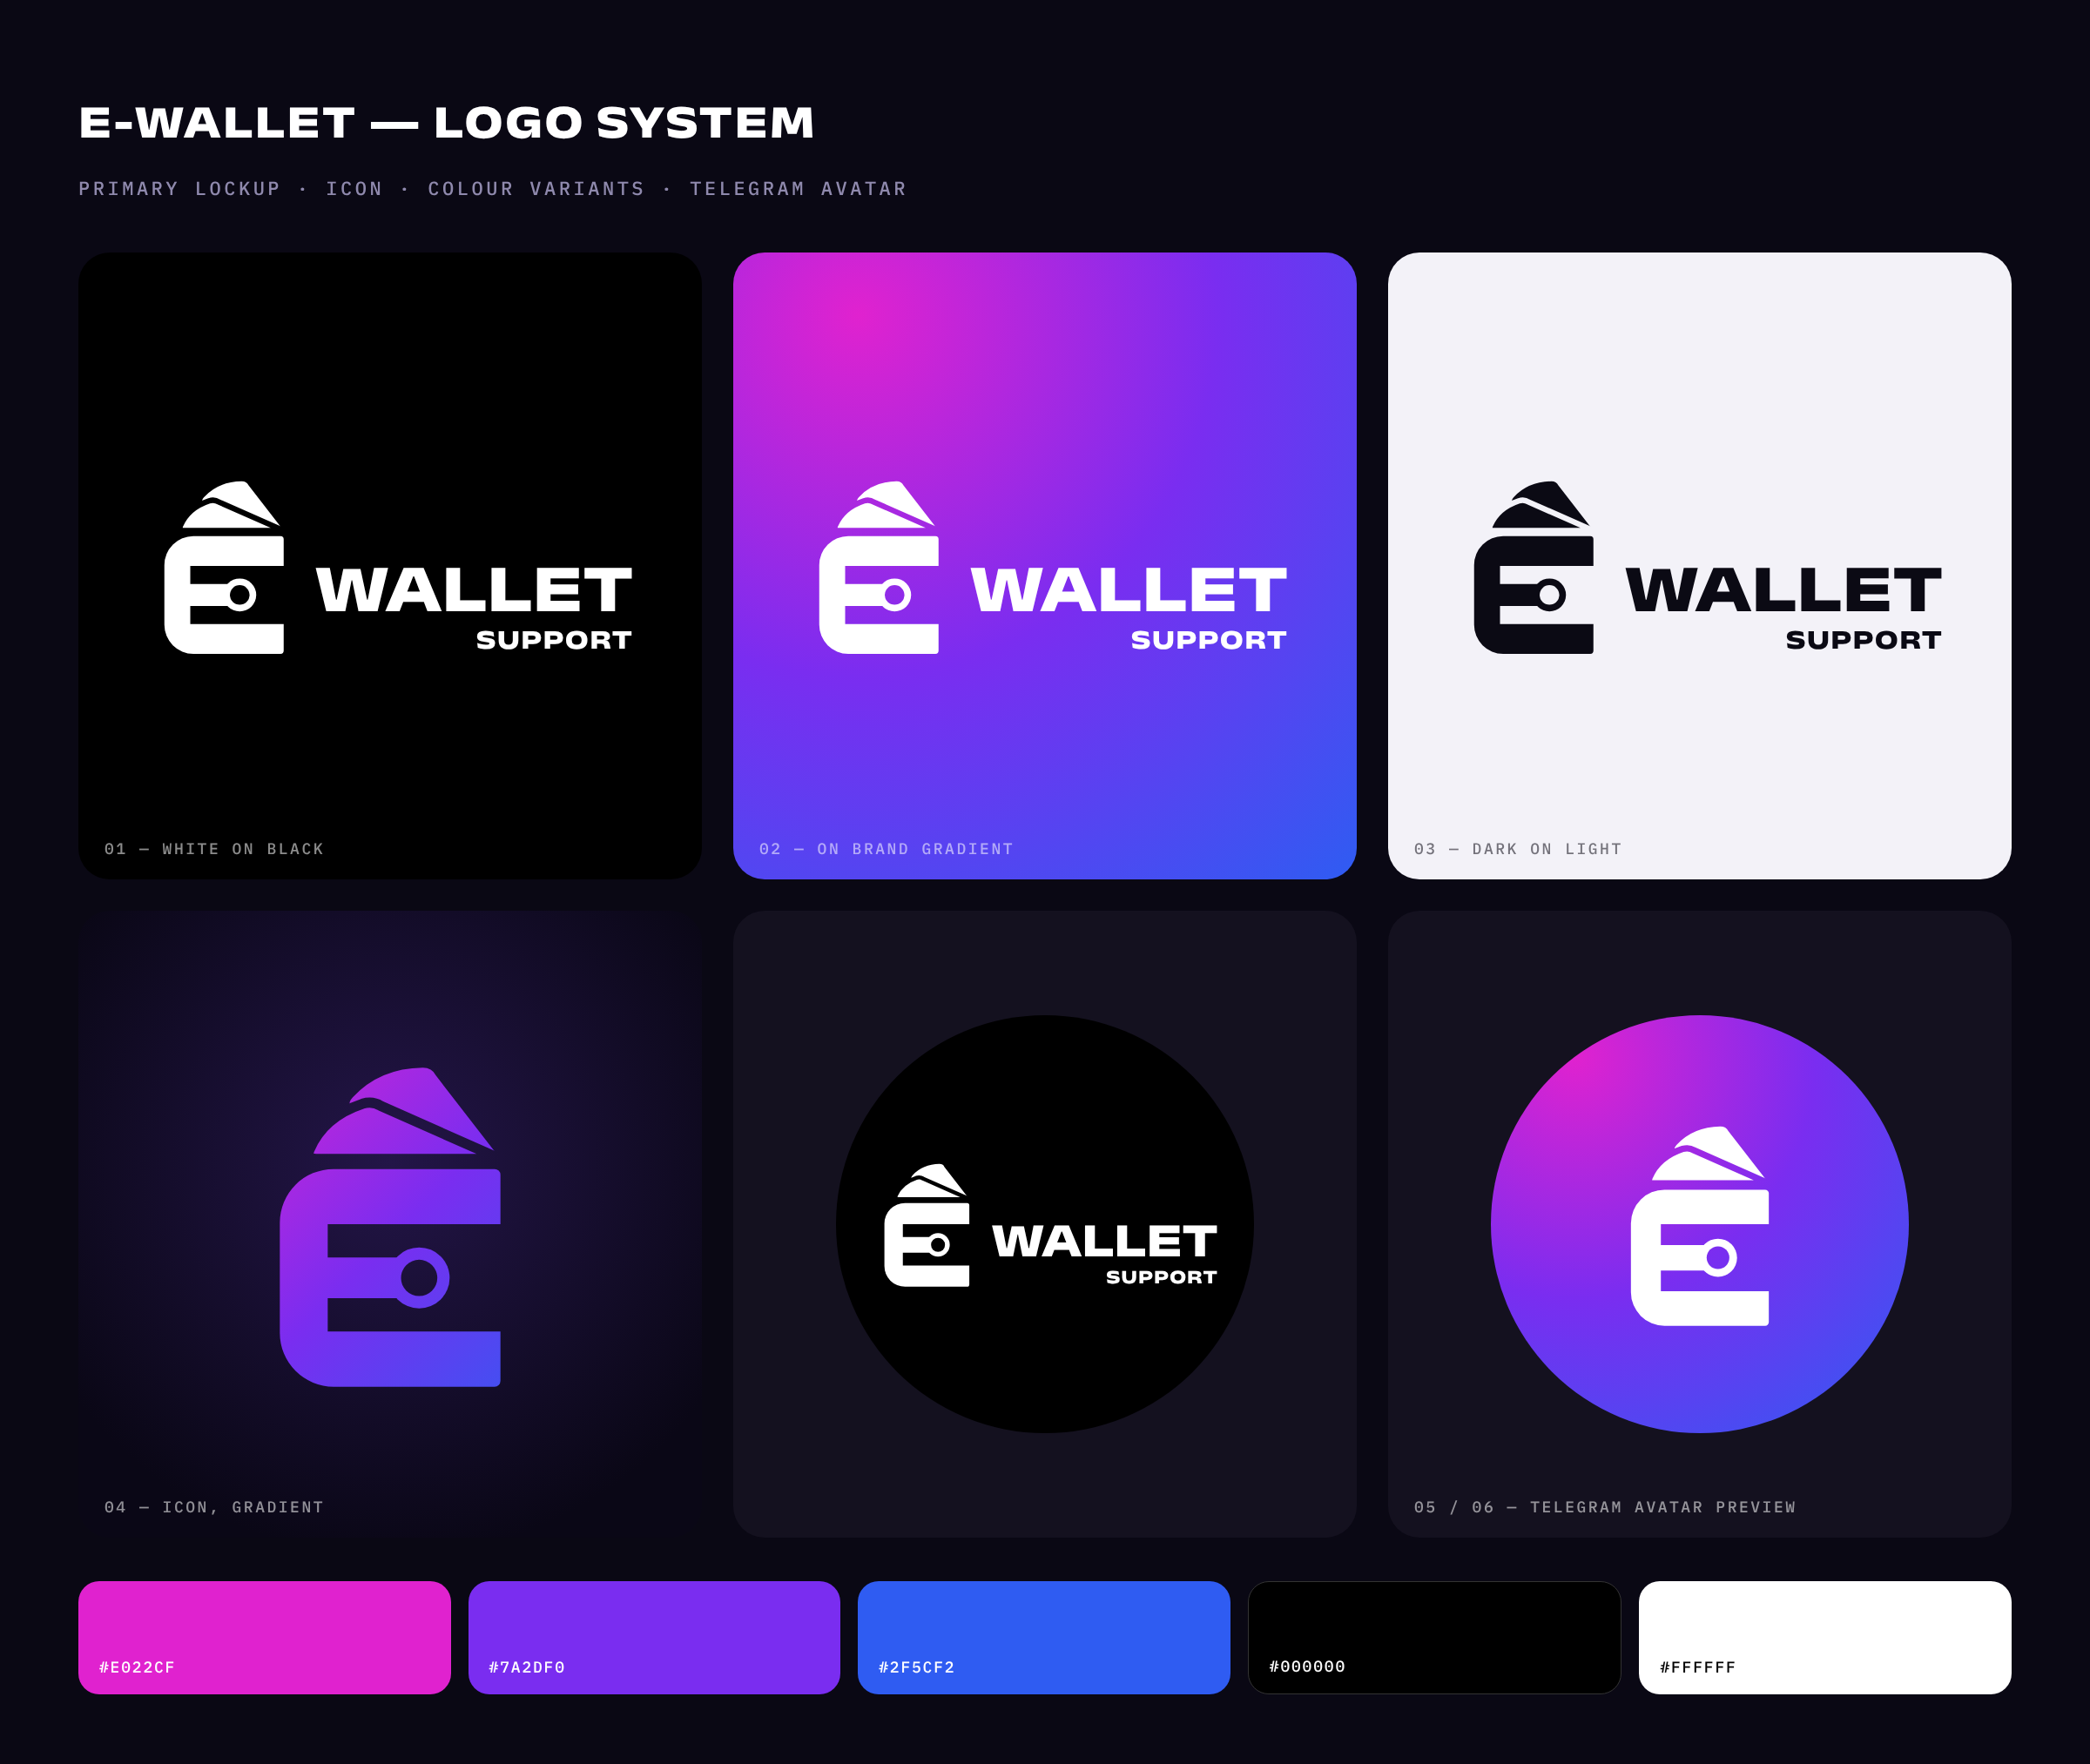 E-WALLET — LOGO SYSTEM
PRIMARY LOCKUP · ICON · COLOUR VARIANTS · TELEGRAM AVATAR
E WALLET
SUPPORT
01 — WHITE ON BLACK
E WALLET
SUPPORT
02 — ON BRAND GRADIENT
E WALLET
SUPPORT
03 — DARK ON LIGHT
E
04 — ICON, GRADIENT
E WALLET
SUPPORT
E
05 / 06 — TELEGRAM AVATAR PREVIEW
#E022CF
#7A2DF0
#2F5CF2
#000000
#FFFFFF